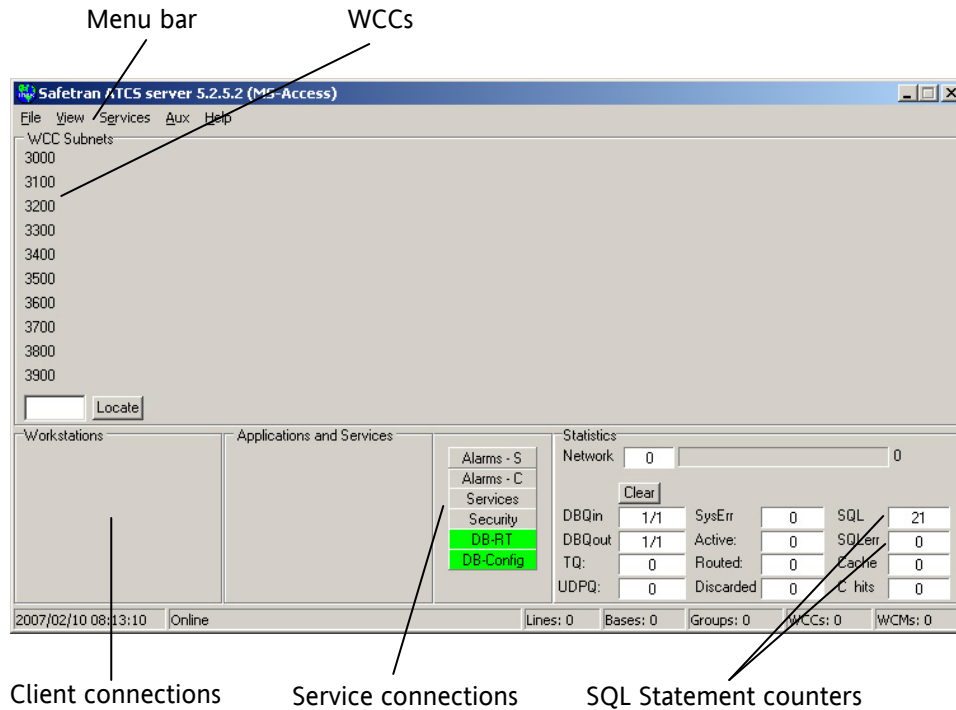 Menu bar WCCs
Safetran ATCS server 5.2.5.2 (MS-Access)
File View Services Aux Help
WCC Subnets
3000
3100
3200
3300
3400
3500
3600
3700
3800
3900
Locate
Workstations
Applications and Services
Alarms - S
Alarms - C
Services
Security
DB-RT
DB-Config
Statistics
Network 0 0
Clear
DBQin 1/1 SysErr 0 SQL 21
DBQout 1/1 Active: 0 SQLerr 0
TQ: 0 Routed: 0 Cache 0
UDPQ: 0 Discarded 0 C hits 0
2007/02/10 08:13:10 Online Lines: 0 Bases: 0 Groups: 0 WCCs: 0 WCMs: 0
Client connections Service connections SQL Statement counters